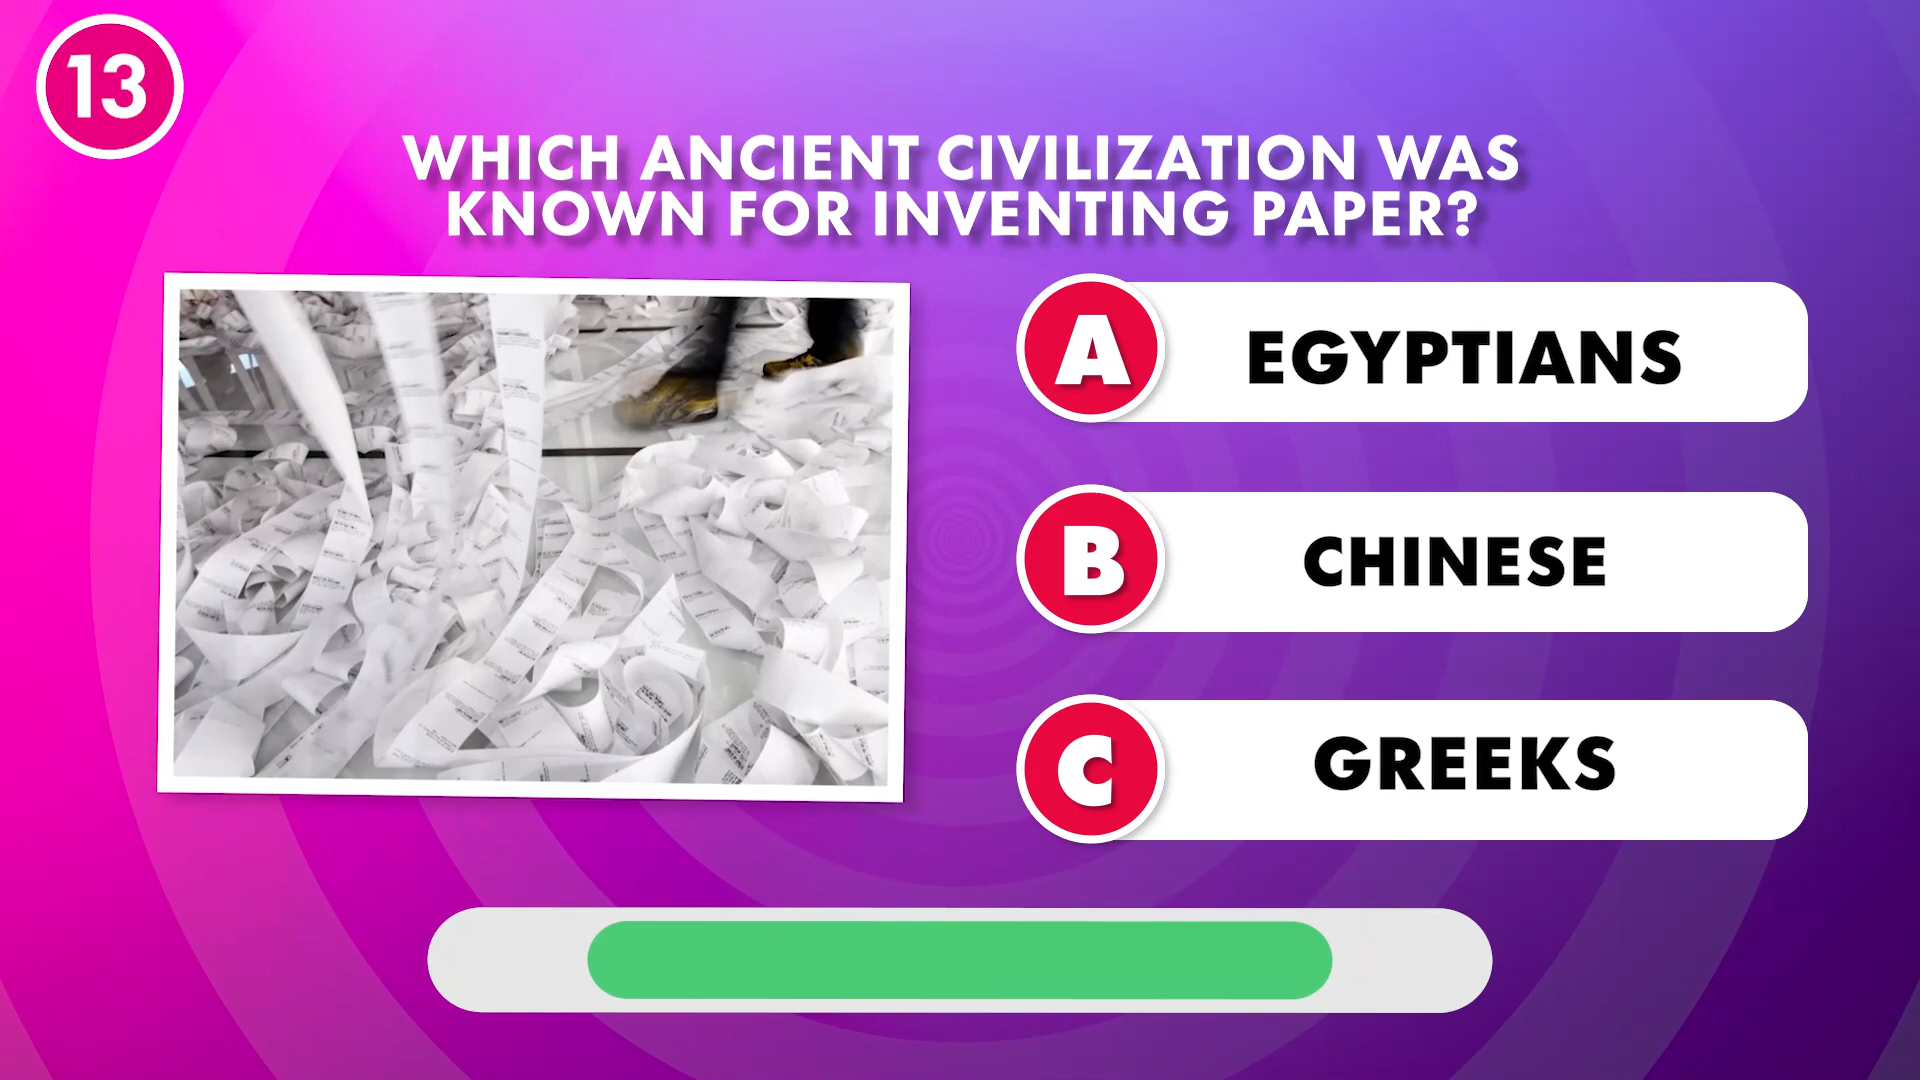 13
WHICH ANCIENT CIVILIZATION WAS
KNOWN FOR INVENTING PAPER?
A EGYPTIANS
B CHINESE
C GREEKS